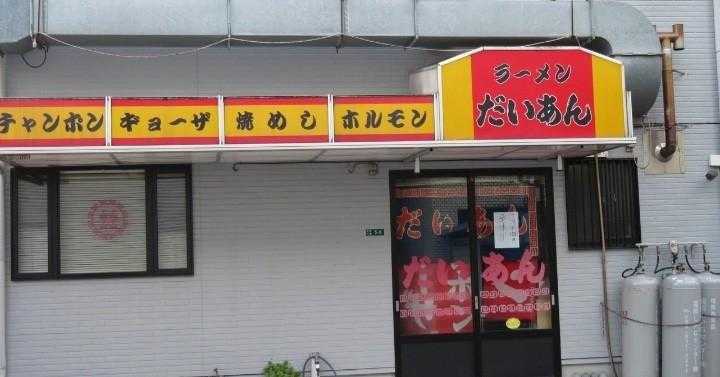 ラーメン
だいあん
チャンポン
ギョーザ
焼めし
ホルモン
だいあん
だいあん